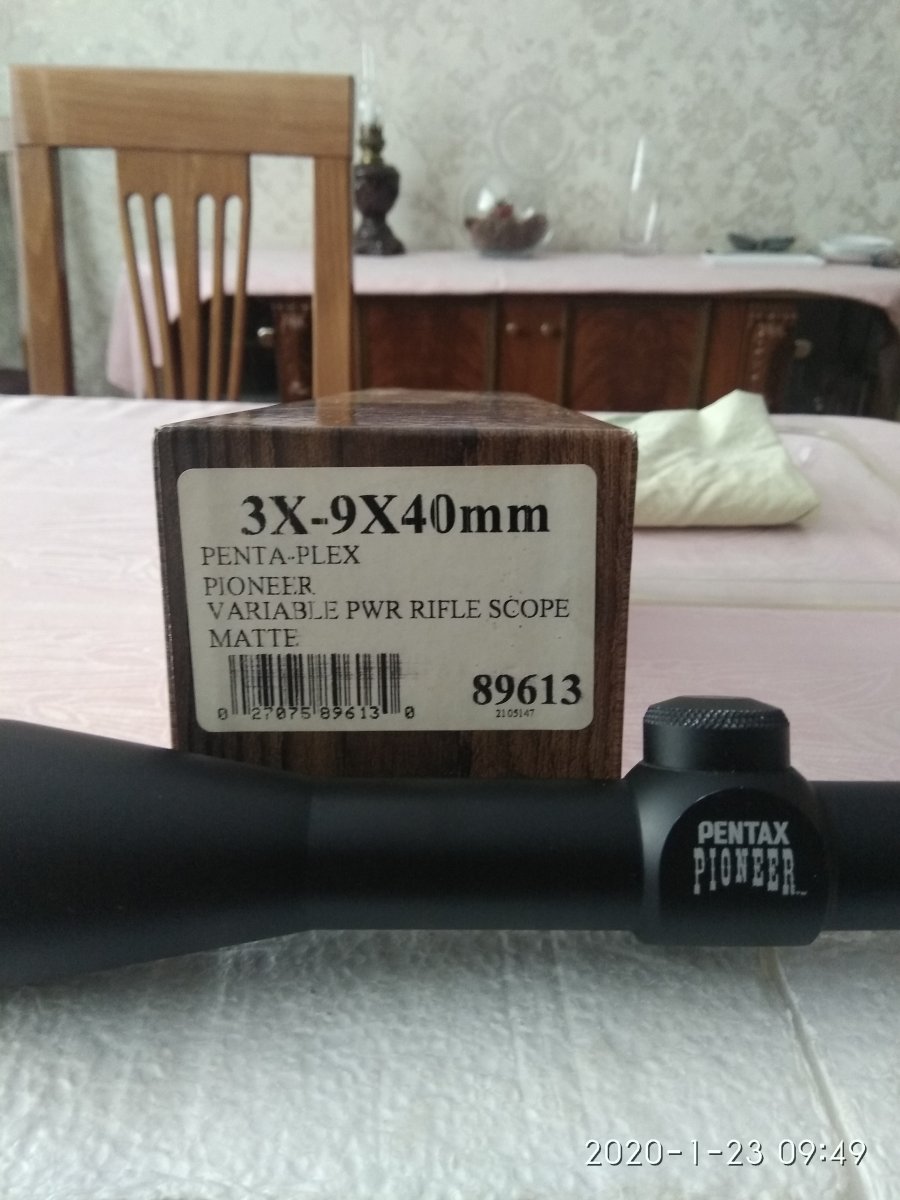 3X-9X40mm
PENTA-PLEX
PIONEER
VARIABLE PWR RIFLE SCOPE
MATTE
0 27075 89613 0
89613
2105147
PENTAX
PIONEER
2020-1-23 09:49